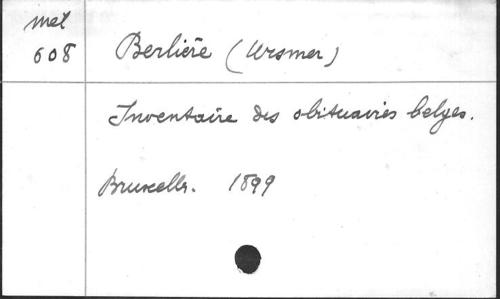 Mel
608
Berlière (Ursmer)
Inventaire des obituaires belges.
Bruxelles. 1899